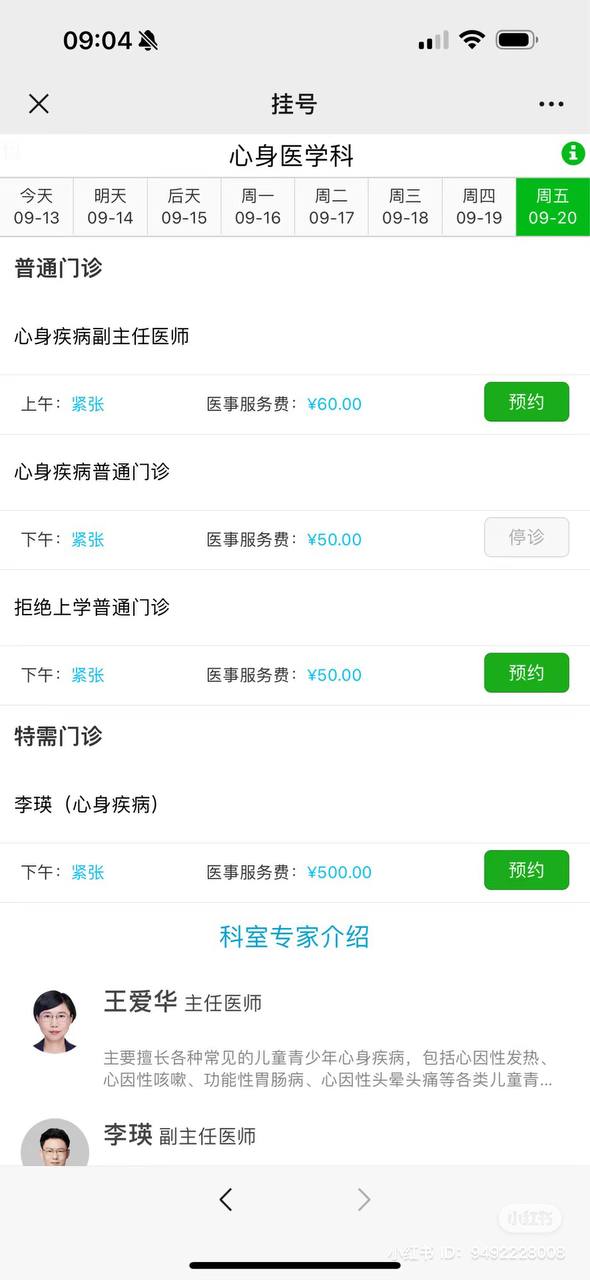 09:04
挂号
心身医学科
今天 明天 后天 周一 周二 周三 周四 周五
09-13 09-14 09-15 09-16 09-17 09-18 09-19 09-20
普通门诊
心身疾病副主任医师
上午：紧张 医事服务费：¥60.00 预约
心身疾病普通门诊
下午：紧张 医事服务费：¥50.00 停诊
拒绝上学普通门诊
下午：紧张 医事服务费：¥50.00 预约
特需门诊
李瑛（心身疾病）
下午：紧张 医事服务费：¥500.00 预约
科室专家介绍
王爱华 主任医师
主要擅长各种常见的儿童青少年心身疾病，包括心因性发热、
心因性咳嗽、功能性胃肠病、心因性头晕头痛等各类儿童青...
李瑛 副主任医师
小红书
小红书 ID：9492228008